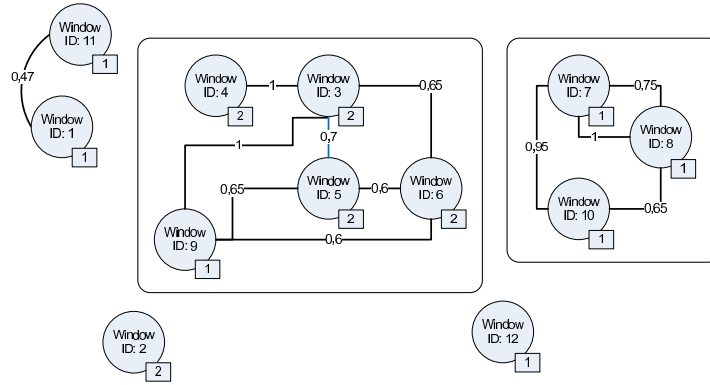 Window
ID: 11
1
0,47
Window
ID: 1
1
Window
ID: 4
2
1
Window
ID: 3
2
0,65
1
0,7
0,65
Window
ID: 5
2
0,6
Window
ID: 6
2
Window
ID: 9
1
0,6
Window
ID: 7
1
0,75
0,95
1
Window
ID: 8
1
Window
ID: 10
1
0,65
Window
ID: 2
2
Window
ID: 12
1